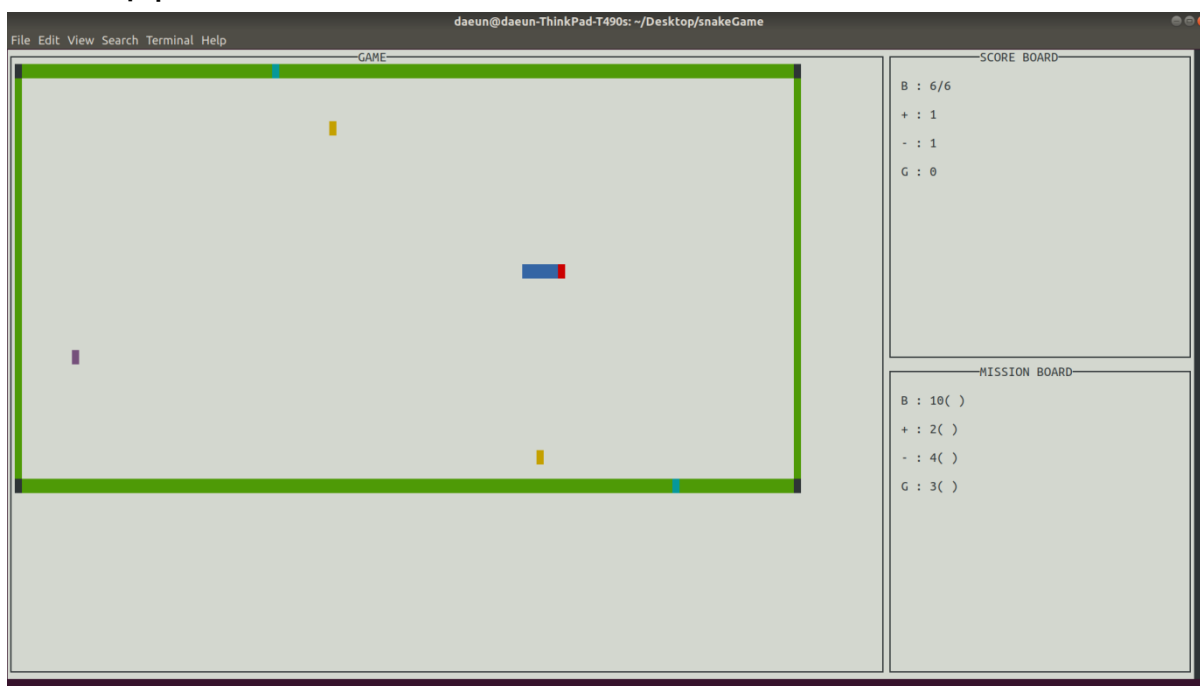 daeun@daeun-ThinkPad-T490s: ~/Desktop/snakeGame
File Edit View Search Terminal Help
GAME
SCORE BOARD
B : 6/6
+ : 1
- : 1
G : 0
MISSION BOARD
B : 10( )
+ : 2( )
- : 4( )
G : 3( )